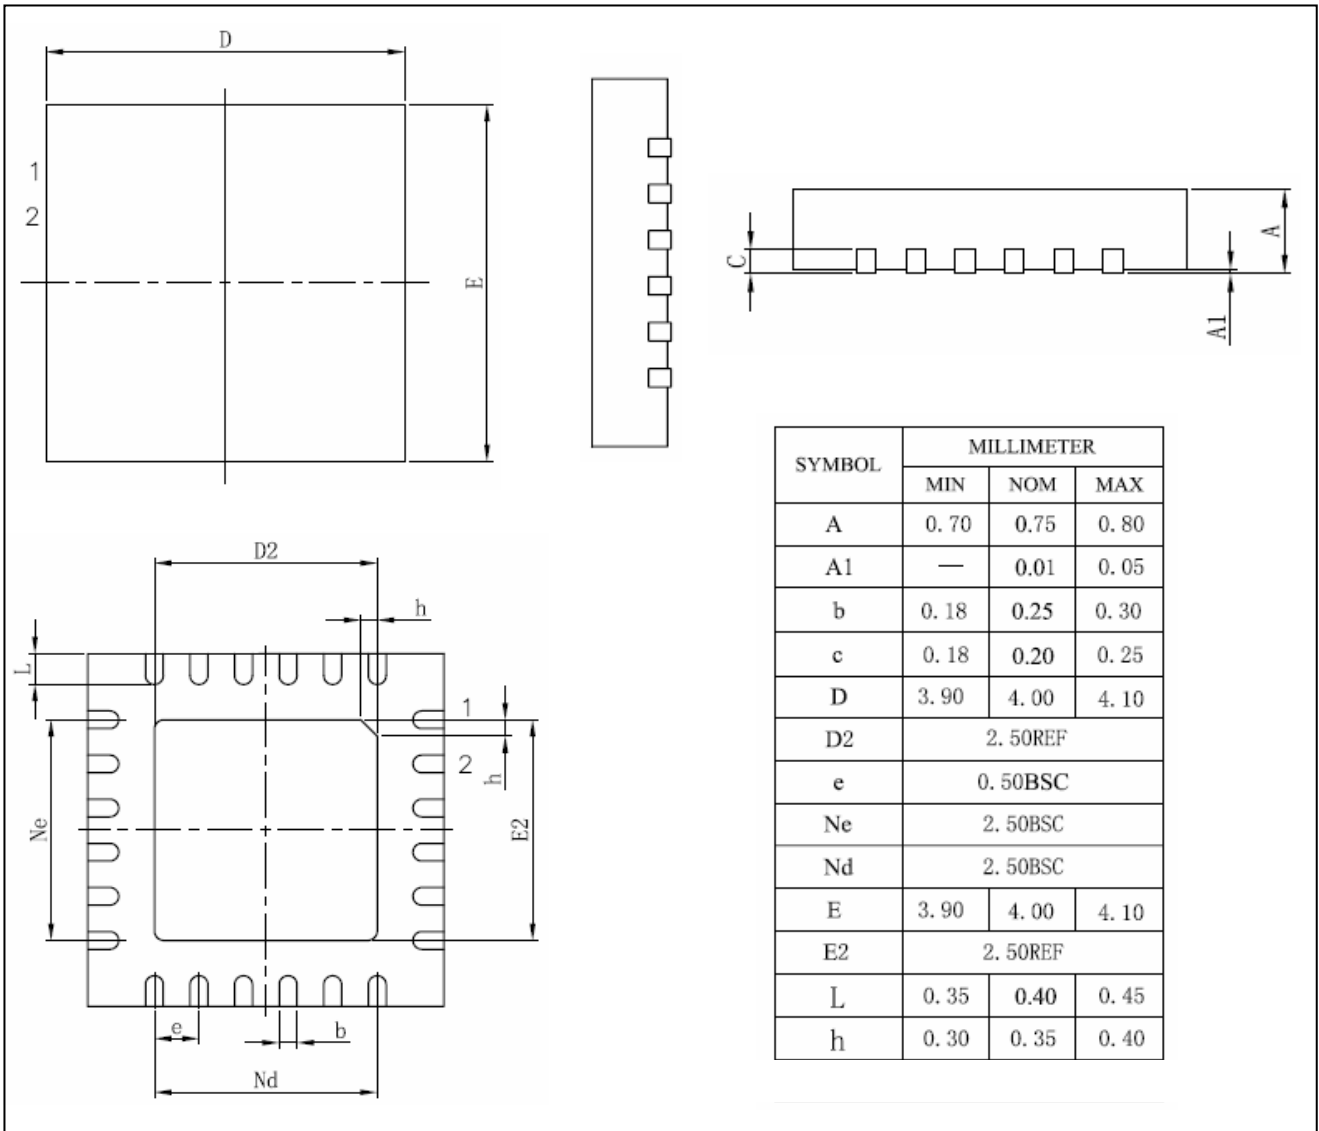 D
1
2
E
C
A
A1
D2
h
L
1
2
h
Ne
E2
e
b
Nd
SYMBOL MILLIMETER
MIN NOM MAX
A 0.70 0.75 0.80
A1 — 0.01 0.05
b 0.18 0.25 0.30
c 0.18 0.20 0.25
D 3.90 4.00 4.10
D2 2.50REF
e 0.50BSC
Ne 2.50BSC
Nd 2.50BSC
E 3.90 4.00 4.10
E2 2.50REF
L 0.35 0.40 0.45
h 0.30 0.35 0.40